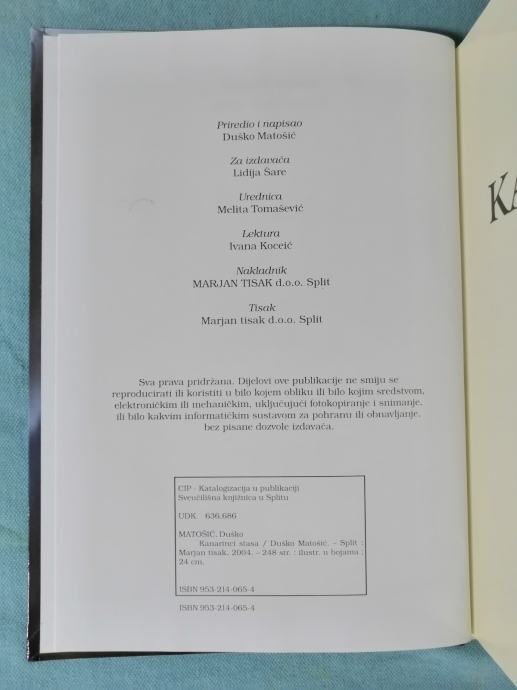 Priredio i napisao
Duško Matošić
Za izdavača
Lidija Šare
Urednica
Melita Tomašević
Lektura
Ivana Koceić
Nakladnik
MARJAN TISAK d.o.o. Split
Tisak
Marjan tisak d.o.o. Split
Sva prava pridržana. Dijelovi ove publikacije ne smiju se
reproducirati ili koristiti u bilo kojem obliku ili bilo kojim sredstvom,
elektroničkim ili mehaničkim, uključujući fotokopiranje i snimanje,
ili bilo kakvim informatičkim sustavom za pohranu ili obnavljanje,
bez pisane dozvole izdavača.
CIP - Katalogizacija u publikaciji
Sveučilišna knjižnica u Splitu
UDK 636.686
MATOŠIĆ, Duško
Kanarinci stasa / Duško Matošić. – Split :
Marjan tisak, 2004. – 248 str. : ilustr. u bojama ;
24 cm.
ISBN 953-214-065-4
ISBN 953-214-065-4
KA